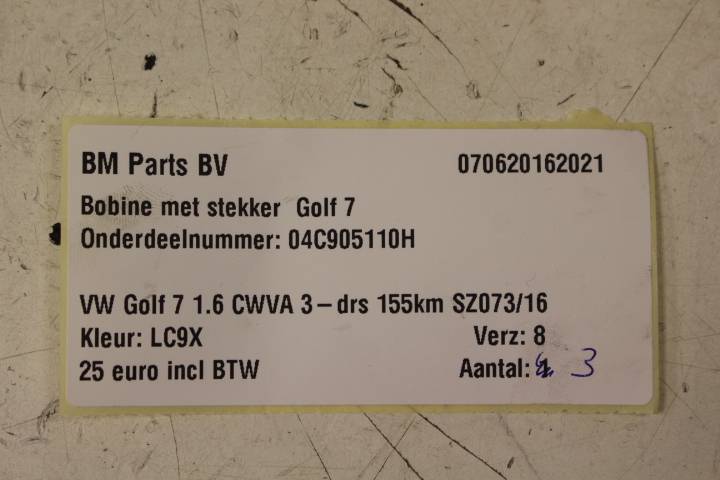 BM Parts BV 070620162021
Bobine met stekker Golf 7
Onderdeelnummer: 04C905110H
VW Golf 7 1.6 CWVA 3-drs 155km SZ073/16
Kleur: LC9X Verz: 8
25 euro incl BTW Aantal: 3